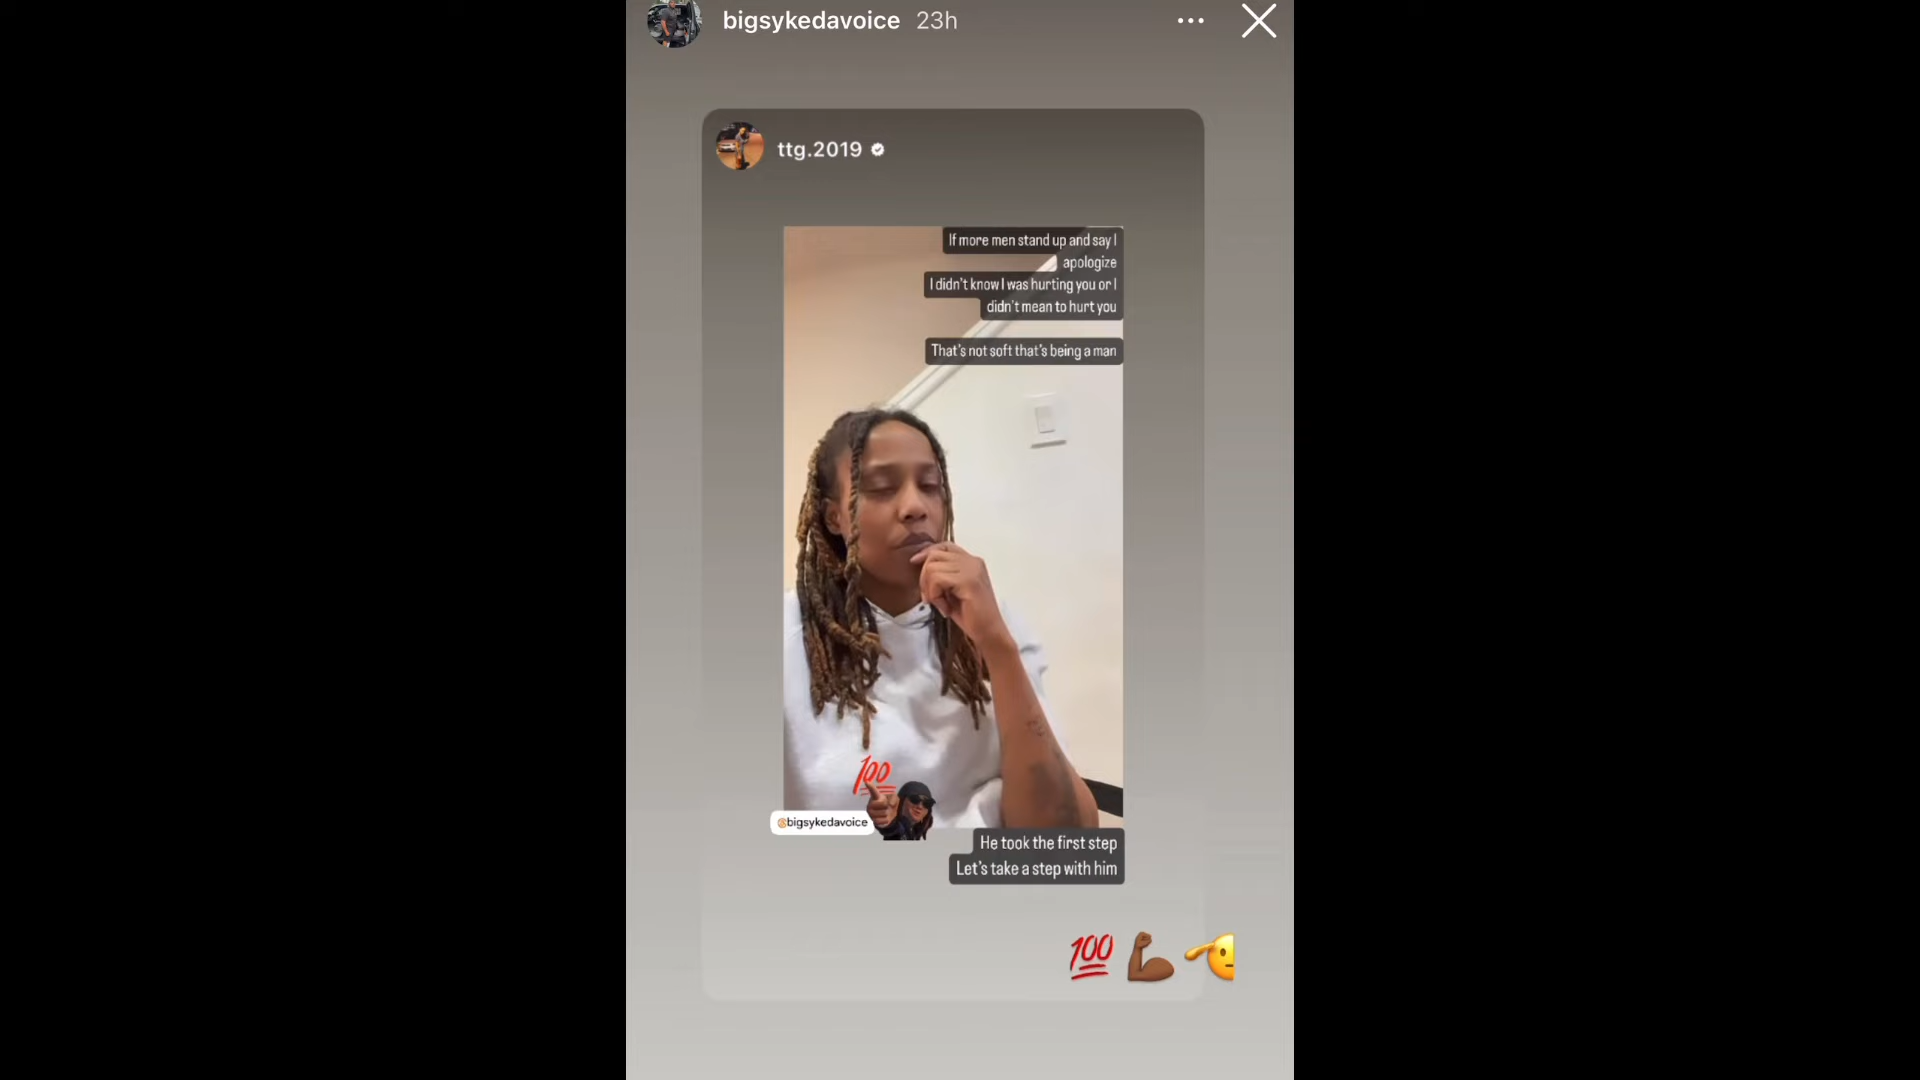 bigsykedavoice 23h
ttg.2019
If more men stand up and say I
apologize
I didn't know I was hurting you or I
didn't mean to hurt you
That's not soft that's being a man
100
@bigsykedavoice
He took the first step
Let's take a step with him
100